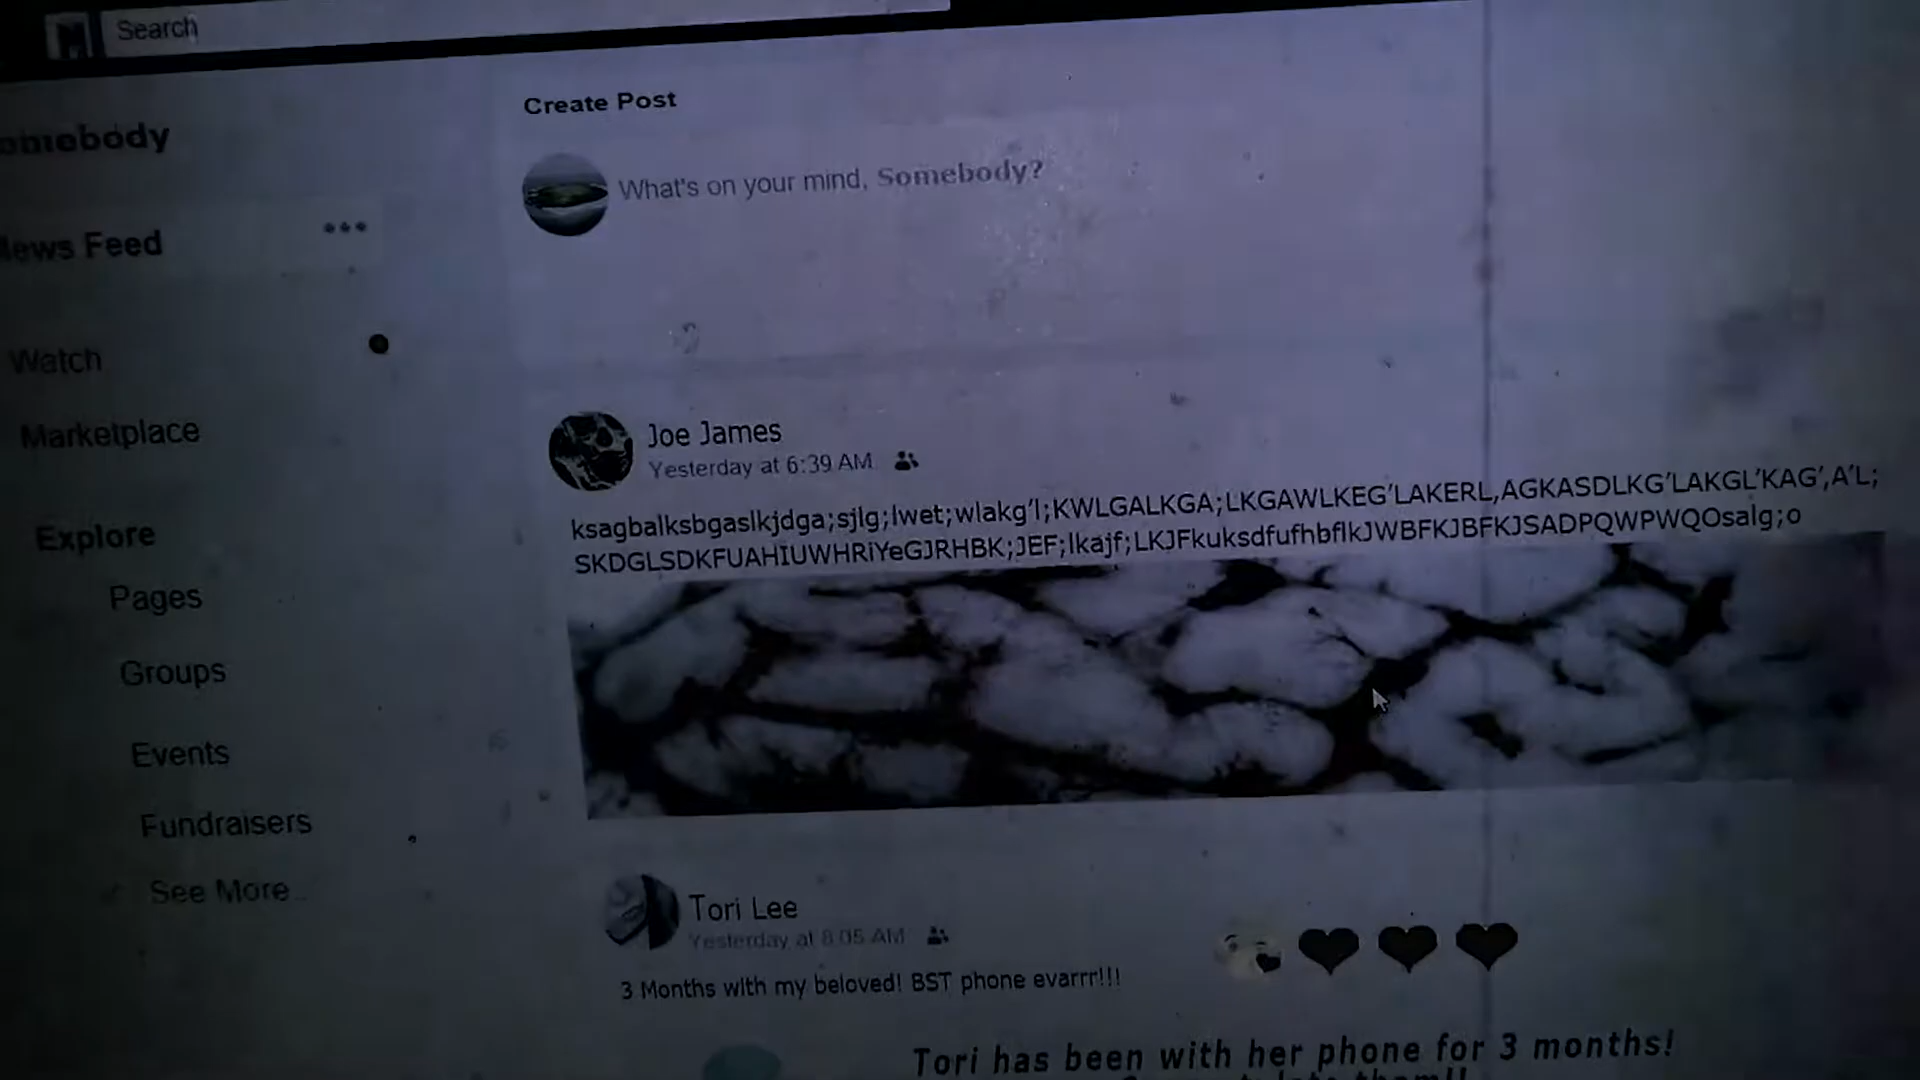 Search
omebody
News Feed
Watch
Marketplace
Explore
Pages
Groups
Events
Fundraisers
See More...
Create Post
What's on your mind, Somebody?
Joe James
Yesterday at 6:39 AM
ksagbalksbgaslkjdga;sjlg;lwet;wlakg'l;KWLGALKGA;LKGAWLKEG'LAKERL,AGKASDLKG'LAKGL'KAG',A'L;
SKDGLSDKFUAHIUWHRiYeGJRHBK;JEF;lkajf;LKJFkuksdfufhbflkJWBFKJBFKJSADPQWPWQOsalg;o
Tori Lee
Yesterday at 8:05 AM
3 Months with my beloved! BST phone evarrr!!!
Tori has been with her phone for 3 months!